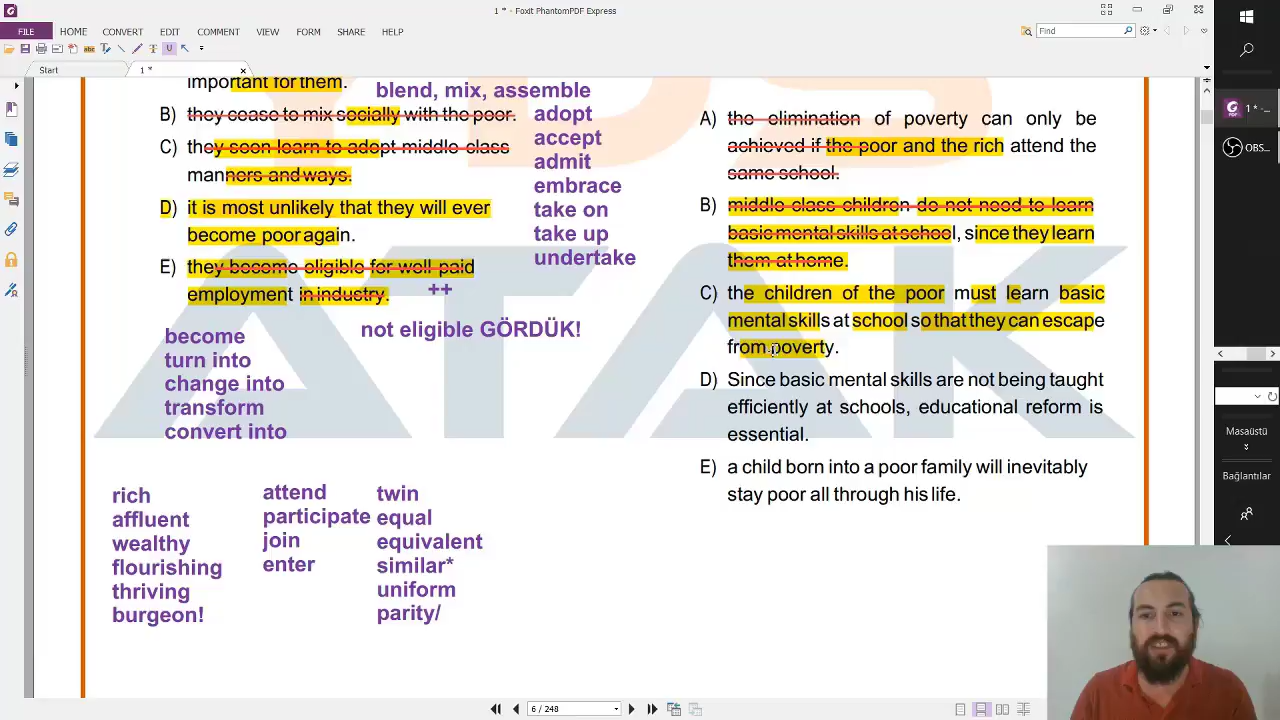 1 * - Foxit PhantomPDF Express
FILE HOME CONVERT EDIT COMMENT VIEW FORM SHARE HELP
Find
Start 1 *
important for them.
B) they cease to mix socially with the poor.
C) they soon learn to adopt middle class
manners and ways.
D) it is most unlikely that they will ever
become poor again.
E) they become eligible for well paid
employment in industry.
blend, mix, assemble
adopt
accept
admit
embrace
take on
take up
undertake
++
not eligible GÖRDÜK!
become
turn into
change into
transform
convert into
rich
affluent
wealthy
flourishing
thriving
burgeon!
attend
participate
join
enter
twin
equal
equivalent
similar*
uniform
parity/
A) the elimination of poverty can only be
achieved if the poor and the rich attend the
same school.
B) middle class children do not need to learn
basic mental skills at school, since they learn
them at home.
C) the children of the poor must learn basic
mental skills at school so that they can escape
from poverty.
D) Since basic mental skills are not being taught
efficiently at schools, educational reform is
essential.
E) a child born into a poor family will inevitably
stay poor all through his life.
YDS
ATAK
6 / 248
1 * -...
OBS...
Masaüstü
Bağlantılar